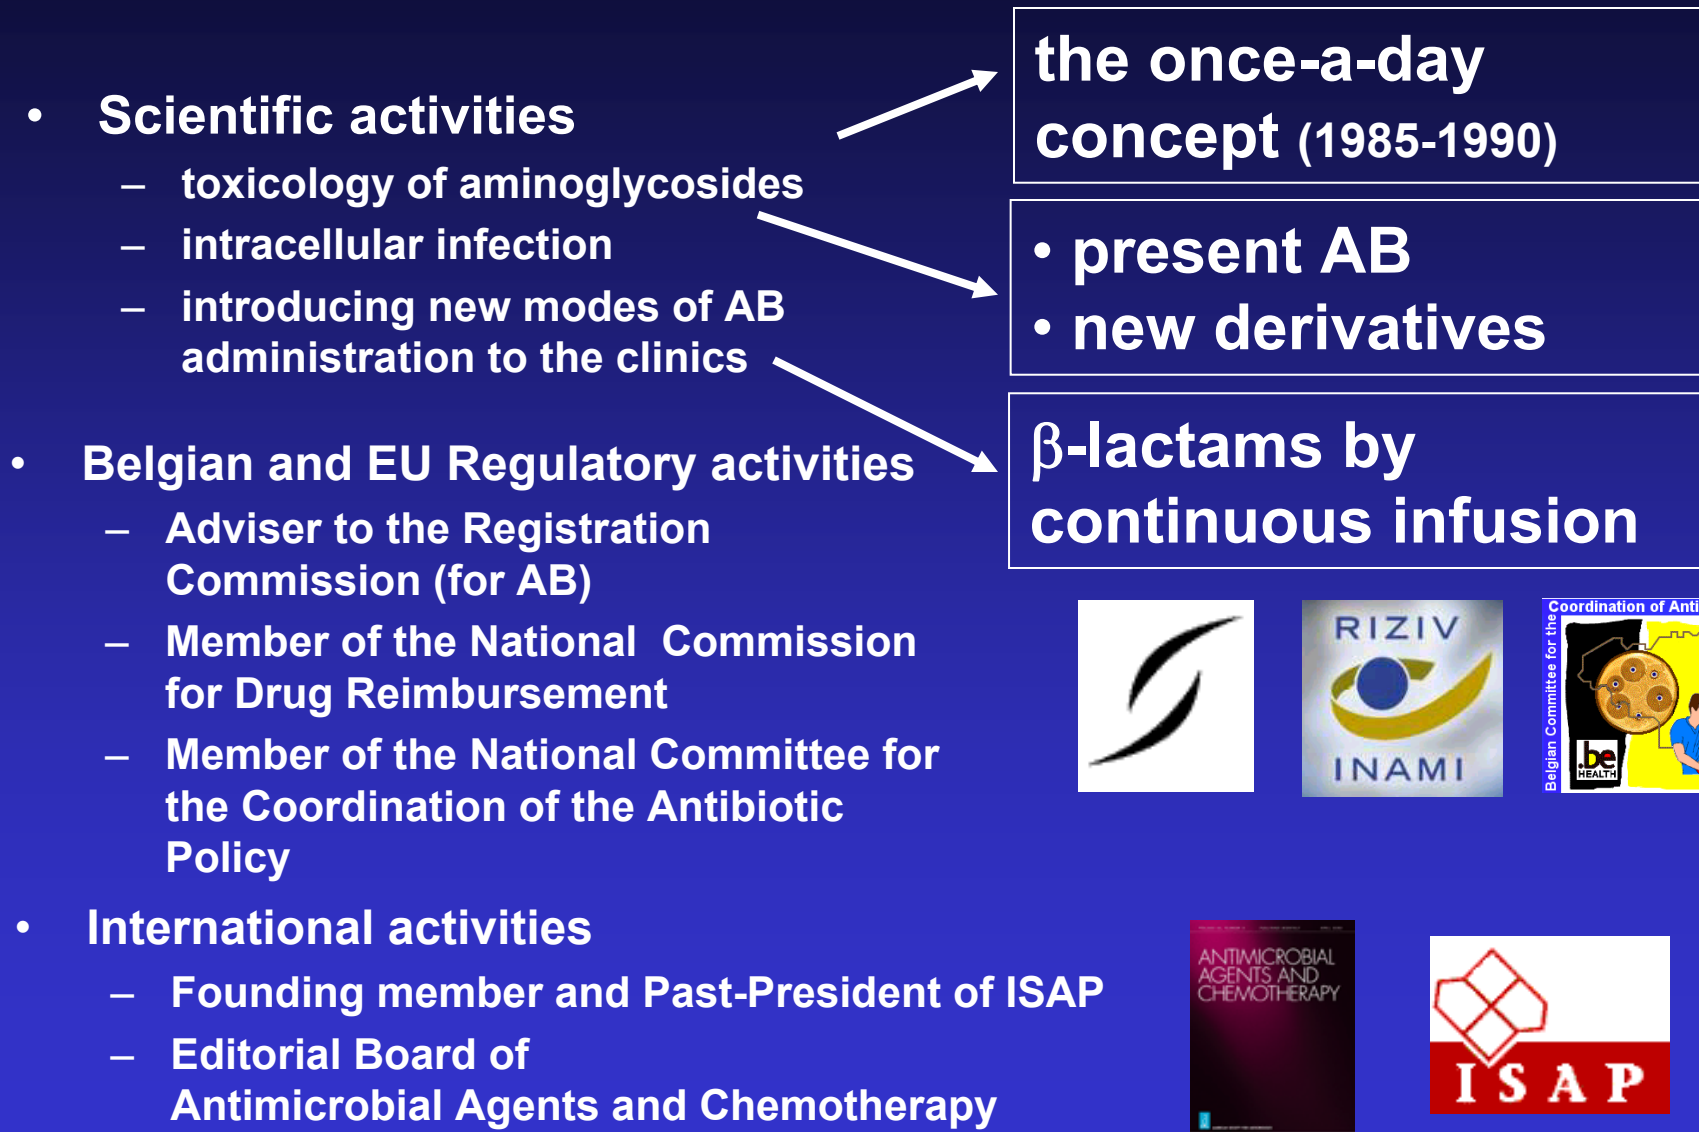 • Scientific activities
– toxicology of aminoglycosides
– intracellular infection
– introducing new modes of AB
administration to the clinics
the once-a-day
concept (1985-1990)
• present AB
• new derivatives
β-lactams by
continuous infusion
• Belgian and EU Regulatory activities
– Adviser to the Registration
Commission (for AB)
– Member of the National Commission
for Drug Reimbursement
– Member of the National Committee for
the Coordination of the Antibiotic
Policy
RIZIV
INAMI
Belgian Committee for the
Coordination of Anti
.be
HEALTH
• International activities
– Founding member and Past-President of ISAP
– Editorial Board of
Antimicrobial Agents and Chemotherapy
ANTIMICROBIAL
AGENTS AND
CHEMOTHERAPY
ISAP